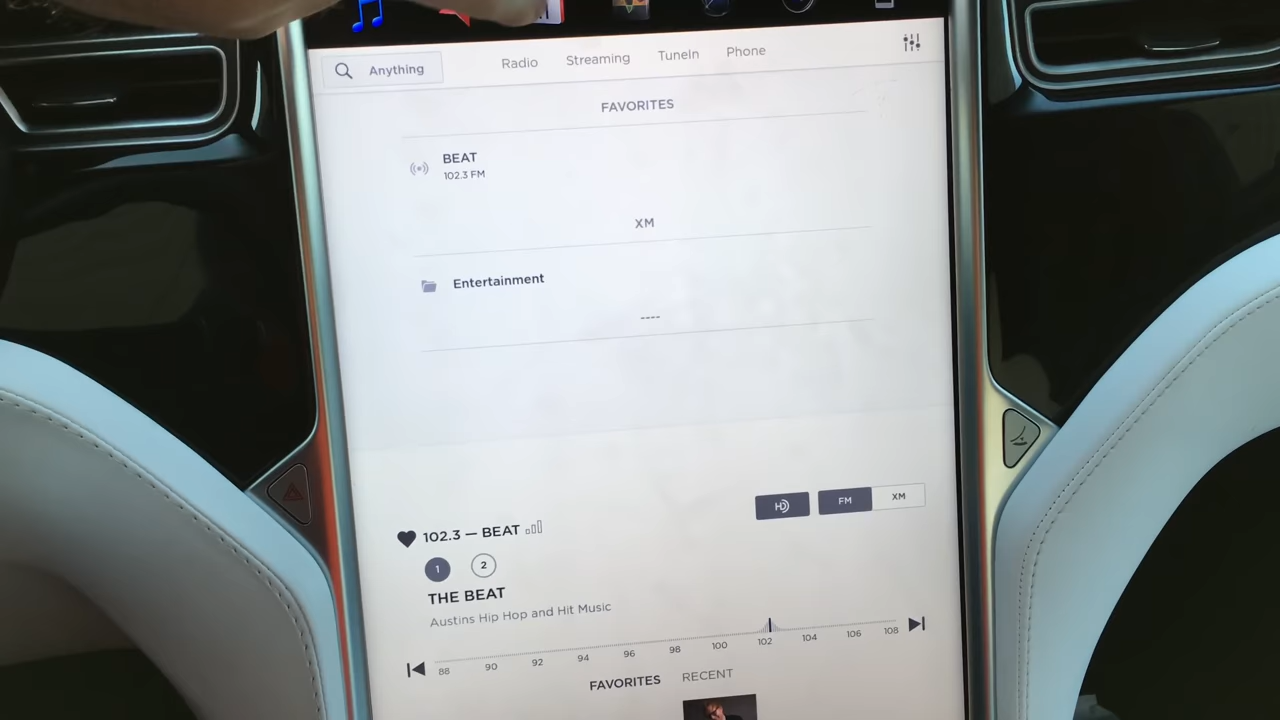 Anything
Radio Streaming TuneIn Phone
FAVORITES
BEAT
102.3 FM
XM
Entertainment
----
HD FM XM
102.3 — BEAT
1 2
THE BEAT
Austins Hip Hop and Hit Music
88 90 92 94 96 98 100 102 104 106 108
FAVORITES RECENT